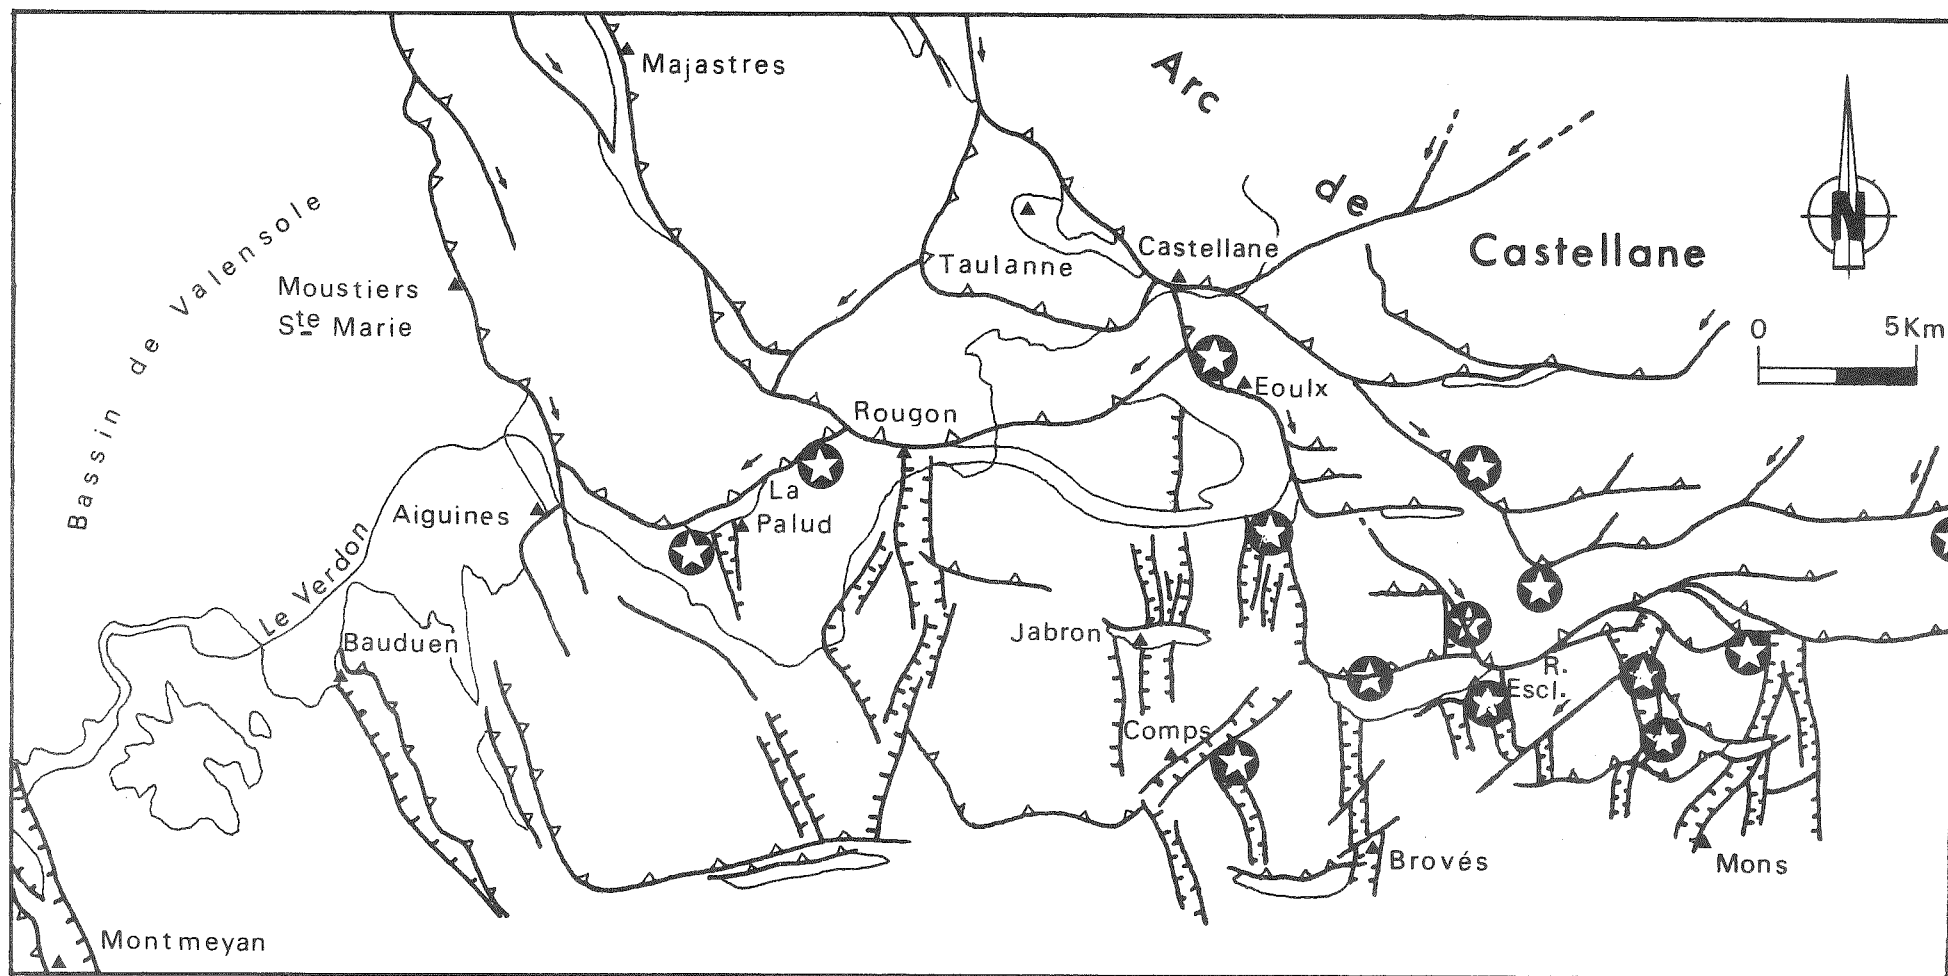 Majastres
Arc
de
Castellane
N
0 5Km
Bassin de Valensole
Moustiers
Ste Marie
Taulanne
Castellane
Eoulx
Rougon
La
Palud
Aiguines
Le Verdon
Bauduen
Jabron
Comps
R.
Escl.
Brovés
Mons
Montmeyan